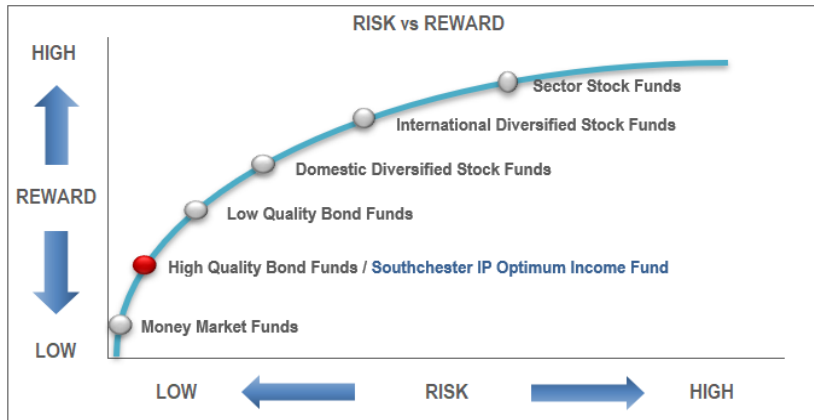 RISK vs REWARD
HIGH
Sector Stock Funds
International Diversified Stock Funds
Domestic Diversified Stock Funds
REWARD
Low Quality Bond Funds
High Quality Bond Funds / Southchester IP Optimum Income Fund
Money Market Funds
LOW
LOW RISK HIGH